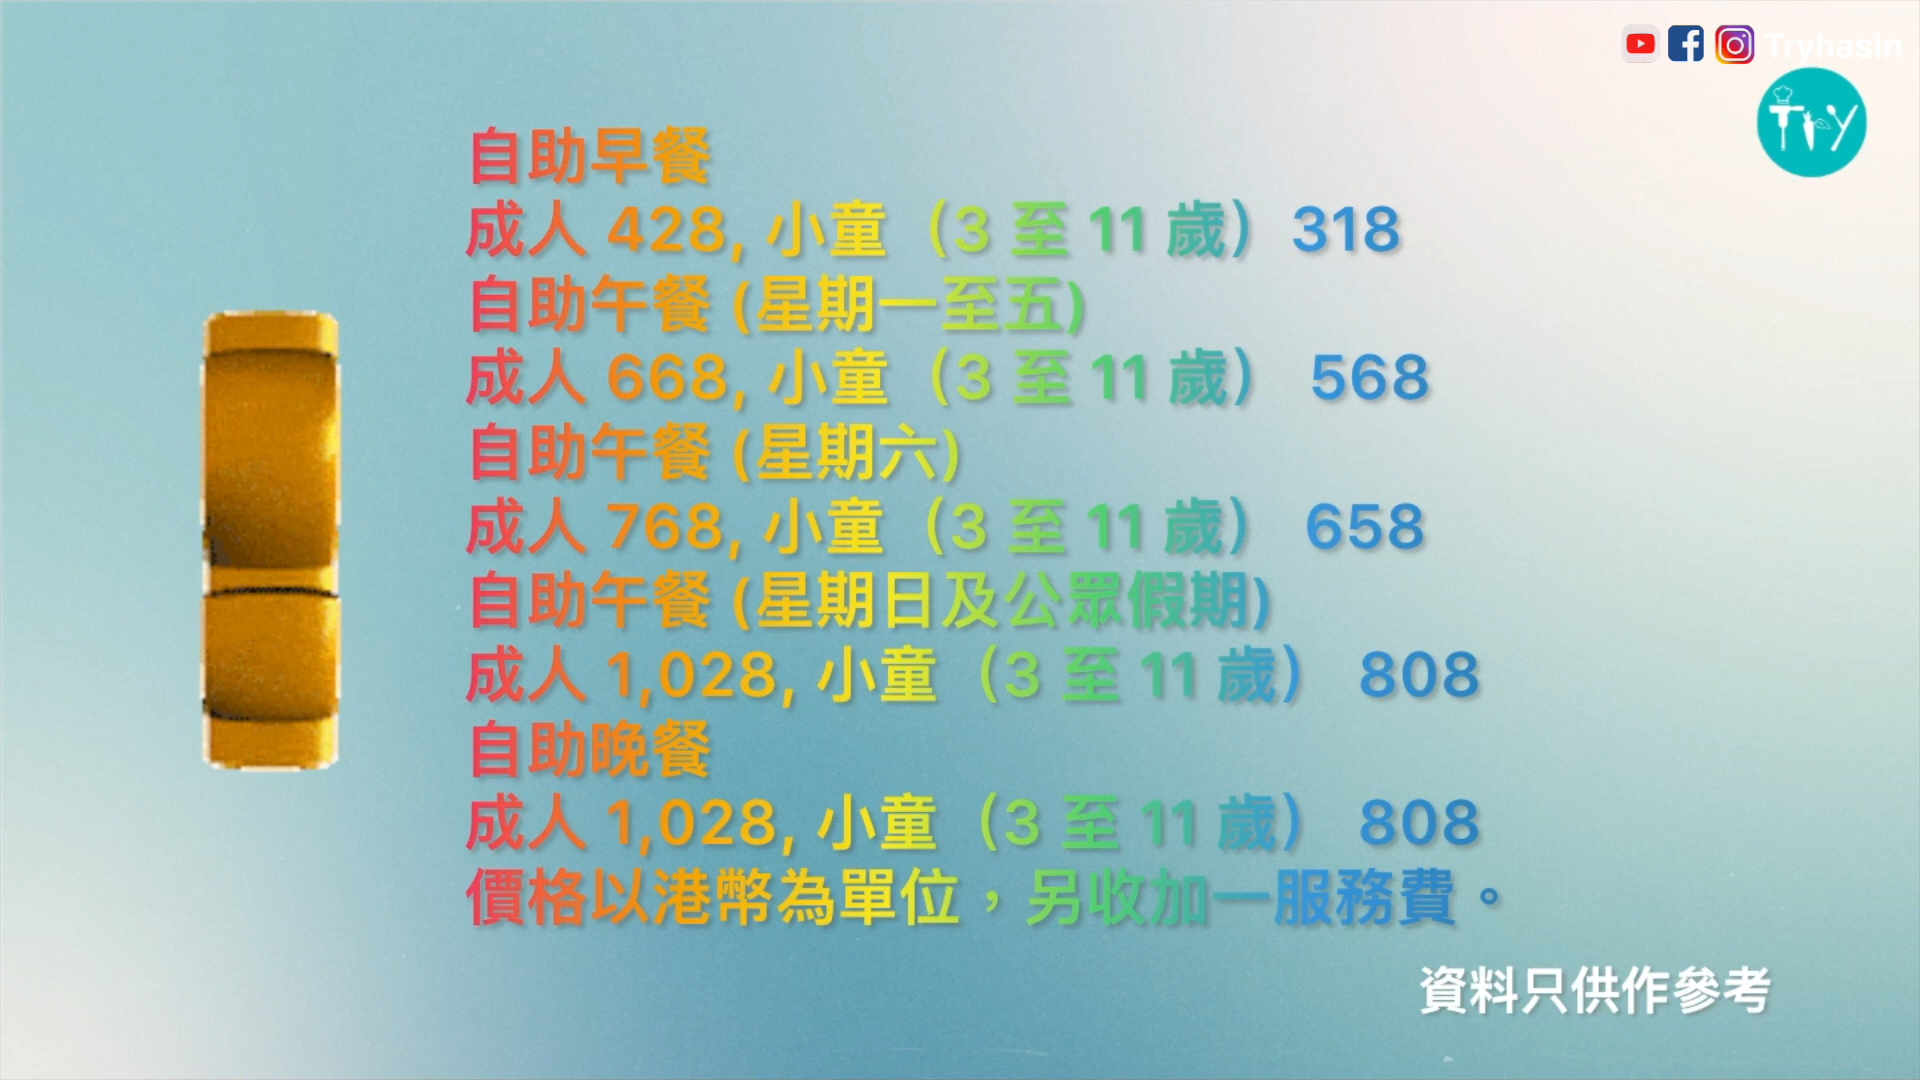 Tryhasin
Try
自助早餐
成人 428, 小童（3 至 11 歲）318
自助午餐 (星期一至五)
成人 668, 小童（3 至 11 歲） 568
自助午餐 (星期六)
成人 768, 小童（3 至 11 歲） 658
自助午餐 (星期日及公眾假期)
成人 1,028, 小童（3 至 11 歲） 808
自助晚餐
成人 1,028, 小童（3 至 11 歲） 808
價格以港幣為單位，另收加一服務費。
資料只供作參考